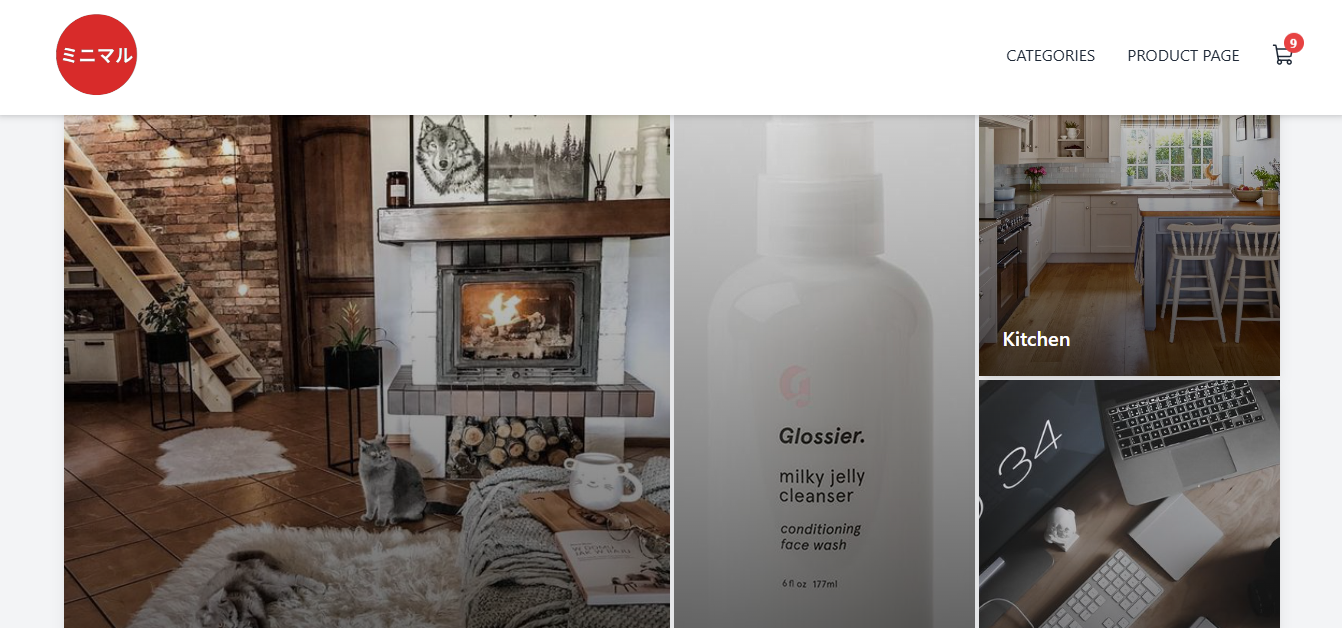 ミニマル
CATEGORIES
PRODUCT PAGE
9
Kitchen
34
Glossier.
milky jelly
cleanser
conditioning
face wash
6 fl oz 177ml